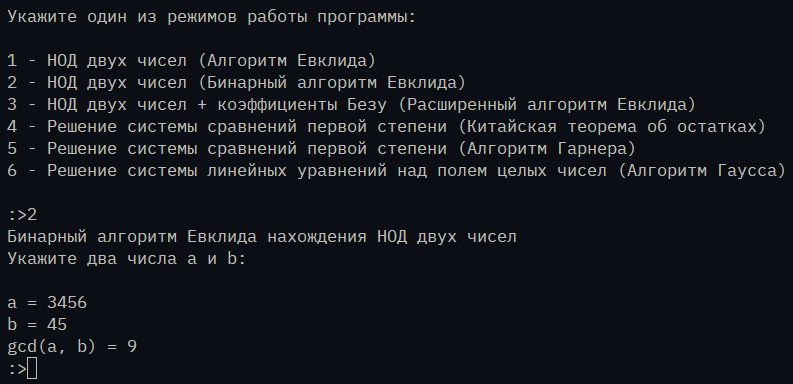 Укажите один из режимов работы программы:
1 - НОД двух чисел (Алгоритм Евклида)
2 - НОД двух чисел (Бинарный алгоритм Евклида)
3 - НОД двух чисел + коэффициенты Безу (Расширенный алгоритм Евклида)
4 - Решение системы сравнений первой степени (Китайская теорема об остатках)
5 - Решение системы сравнений первой степени (Алгоритм Гарнера)
6 - Решение системы линейных уравнений над полем целых чисел (Алгоритм Гаусса)
:>2
Бинарный алгоритм Евклида нахождения НОД двух чисел
Укажите два числа a и b:
a = 3456
b = 45
gcd(a, b) = 9
:>